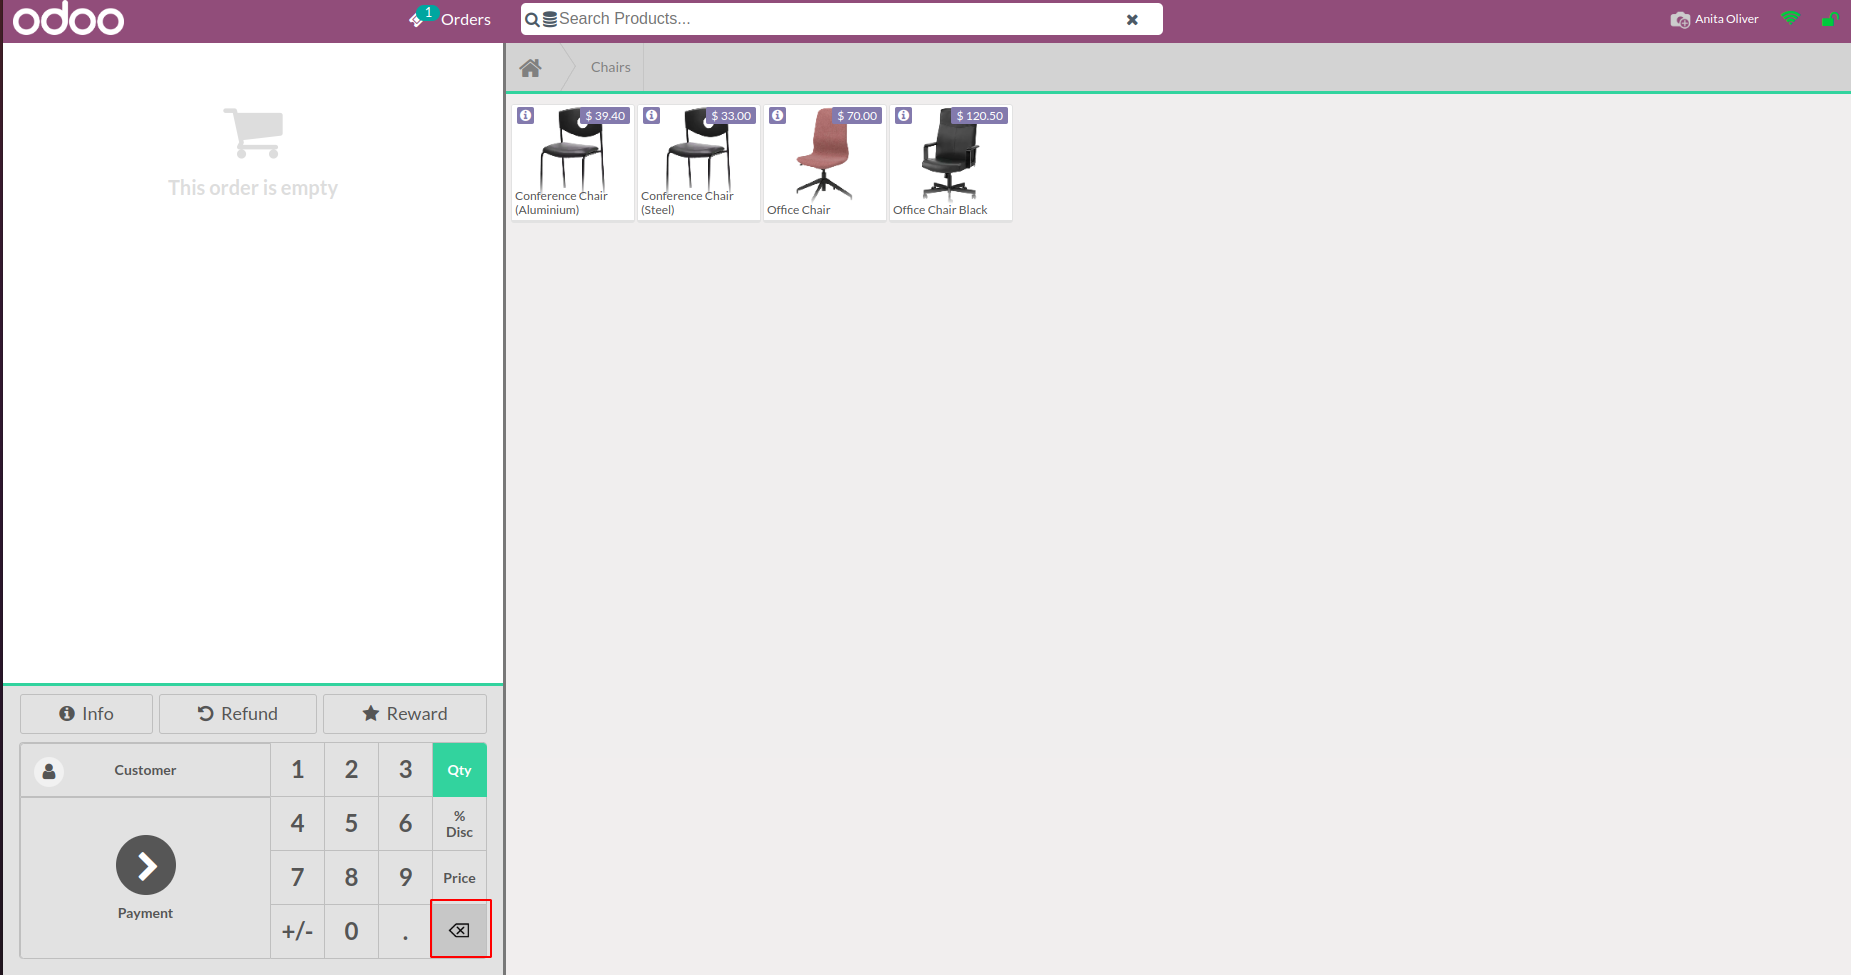 odoo
1 Orders
Search Products...
Anita Oliver
Chairs
$ 39.40
$ 33.00
$ 70.00
$ 120.50
Conference Chair
(Aluminium)
Conference Chair
(Steel)
Office Chair
Office Chair Black
This order is empty
Info
Refund
Reward
Customer
1 2 3 Qty
4 5 6 % Disc
7 8 9 Price
+/- 0 .
Payment